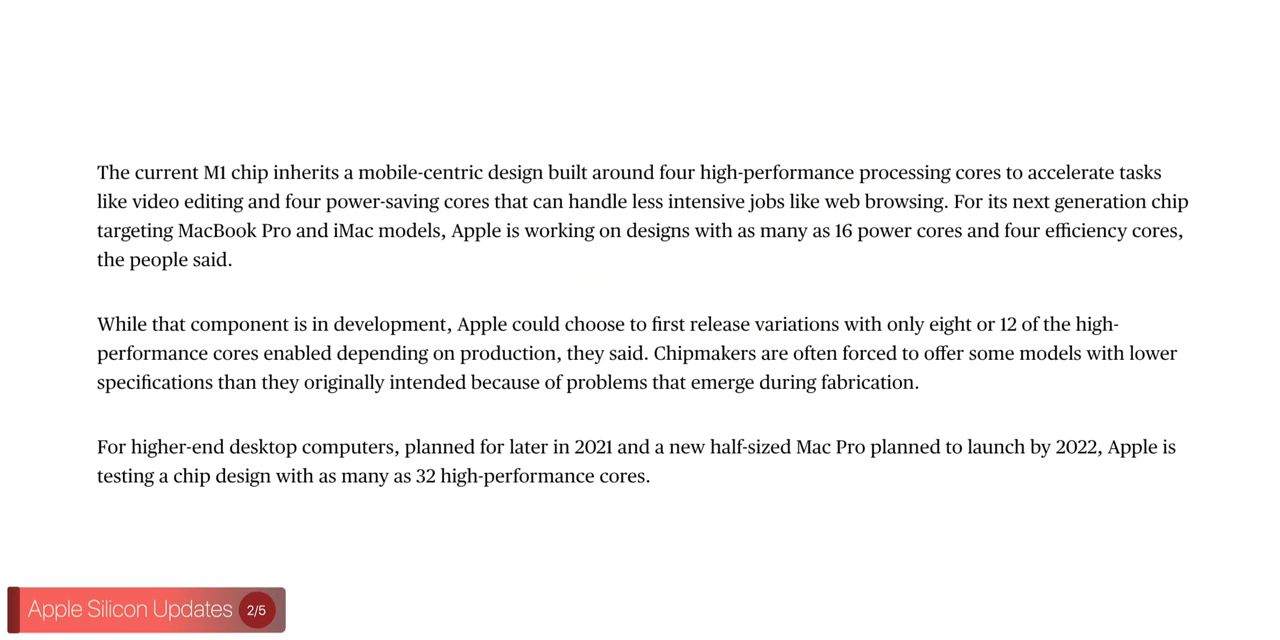 The current M1 chip inherits a mobile-centric design built around four high-performance processing cores to accelerate tasks
like video editing and four power-saving cores that can handle less intensive jobs like web browsing. For its next generation chip
targeting MacBook Pro and iMac models, Apple is working on designs with as many as 16 power cores and four efficiency cores,
the people said.
While that component is in development, Apple could choose to first release variations with only eight or 12 of the high-
performance cores enabled depending on production, they said. Chipmakers are often forced to offer some models with lower
specifications than they originally intended because of problems that emerge during fabrication.
For higher-end desktop computers, planned for later in 2021 and a new half-sized Mac Pro planned to launch by 2022, Apple is
testing a chip design with as many as 32 high-performance cores.
Apple Silicon Updates 2/5